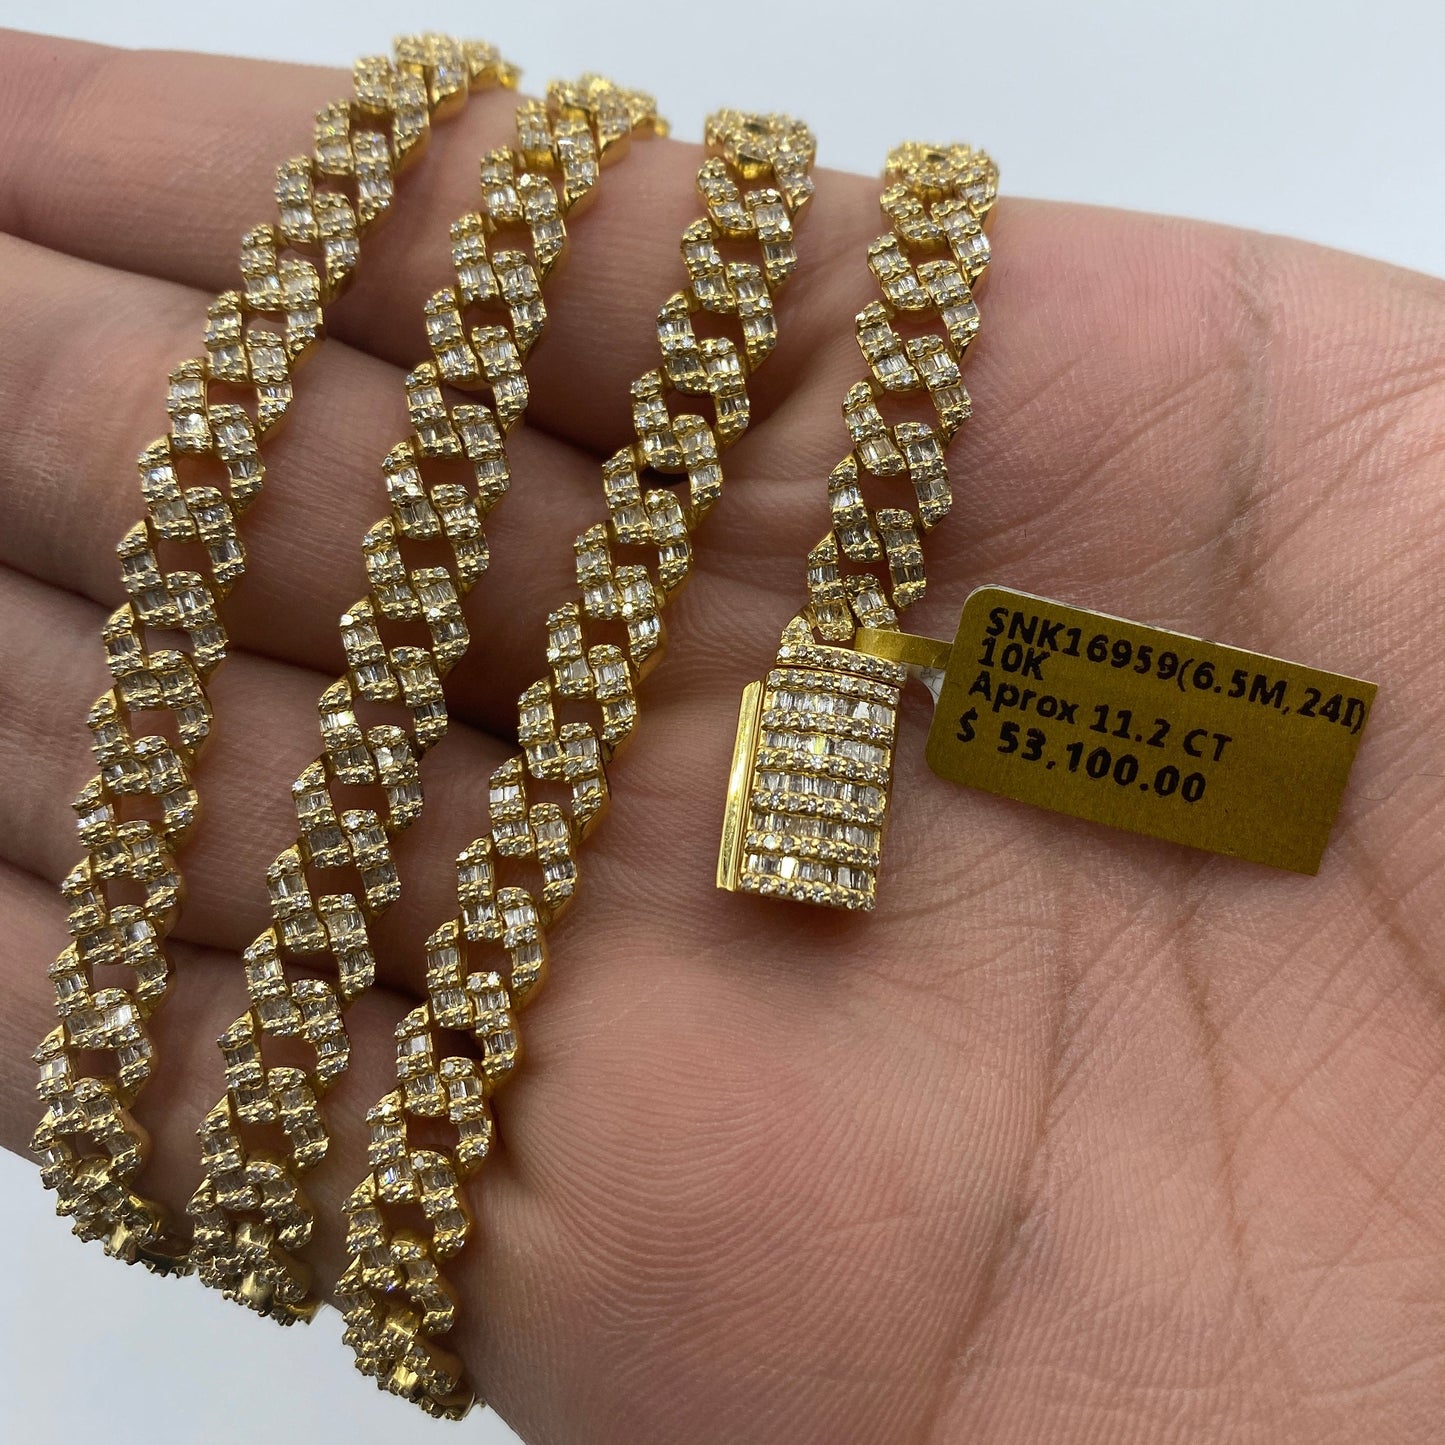 SNK16959(6.5M,24I)
10K
Aprox 11.2 CT
$ 53,100.00